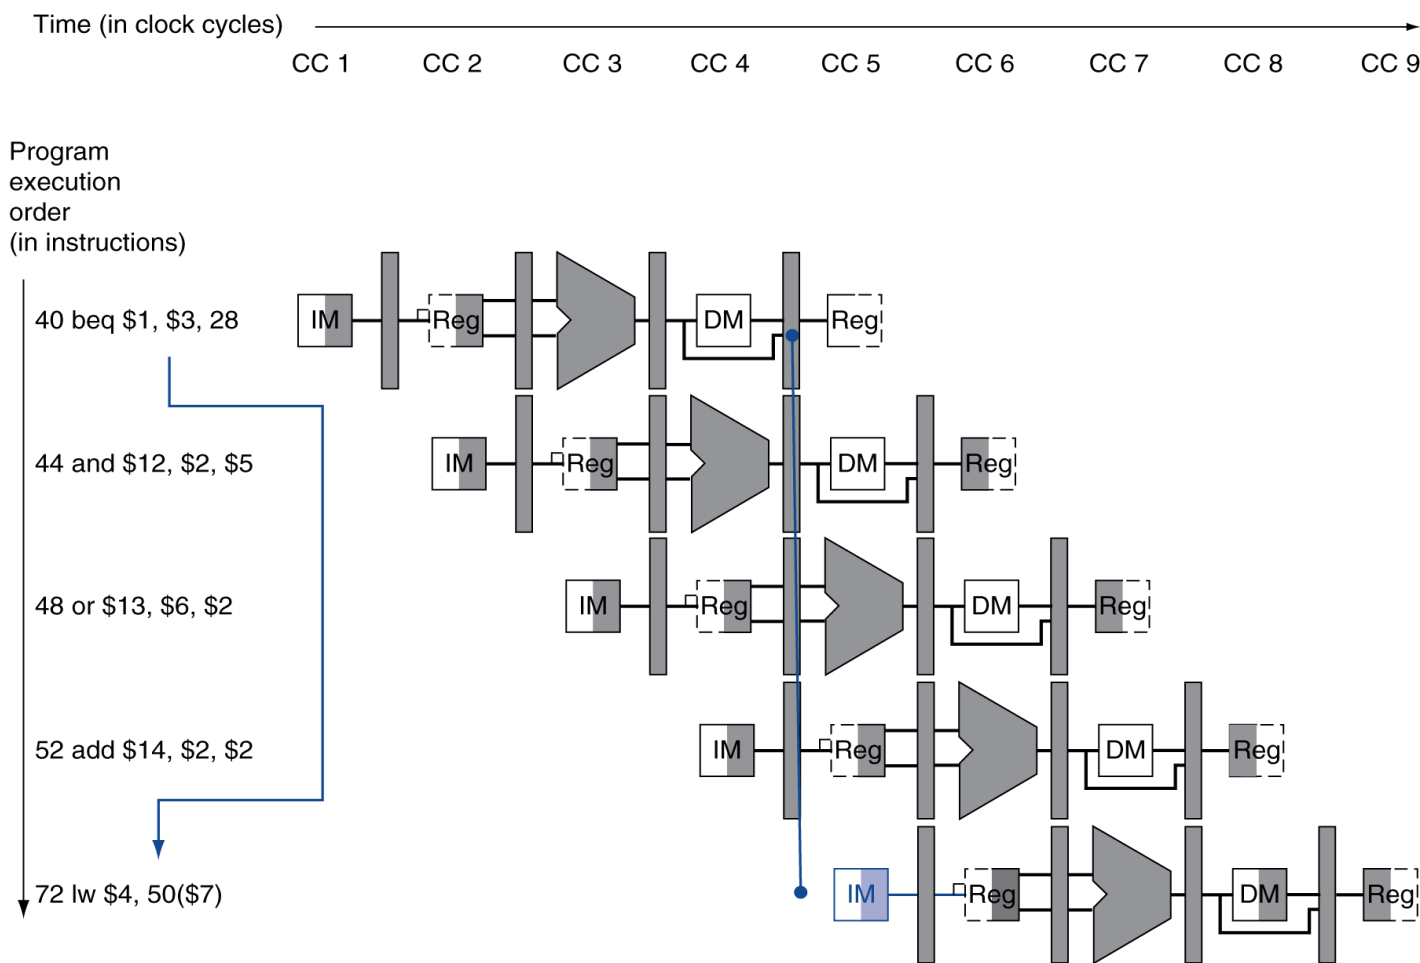 Time (in clock cycles)
CC 1 CC 2 CC 3 CC 4 CC 5 CC 6 CC 7 CC 8 CC 9
Program
execution
order
(in instructions)
40 beq $1, $3, 28
IM Reg DM Reg
44 and $12, $2, $5
IM Reg DM Reg
48 or $13, $6, $2
IM Reg DM Reg
52 add $14, $2, $2
IM Reg DM Reg
72 lw $4, 50($7)
IM Reg DM Reg